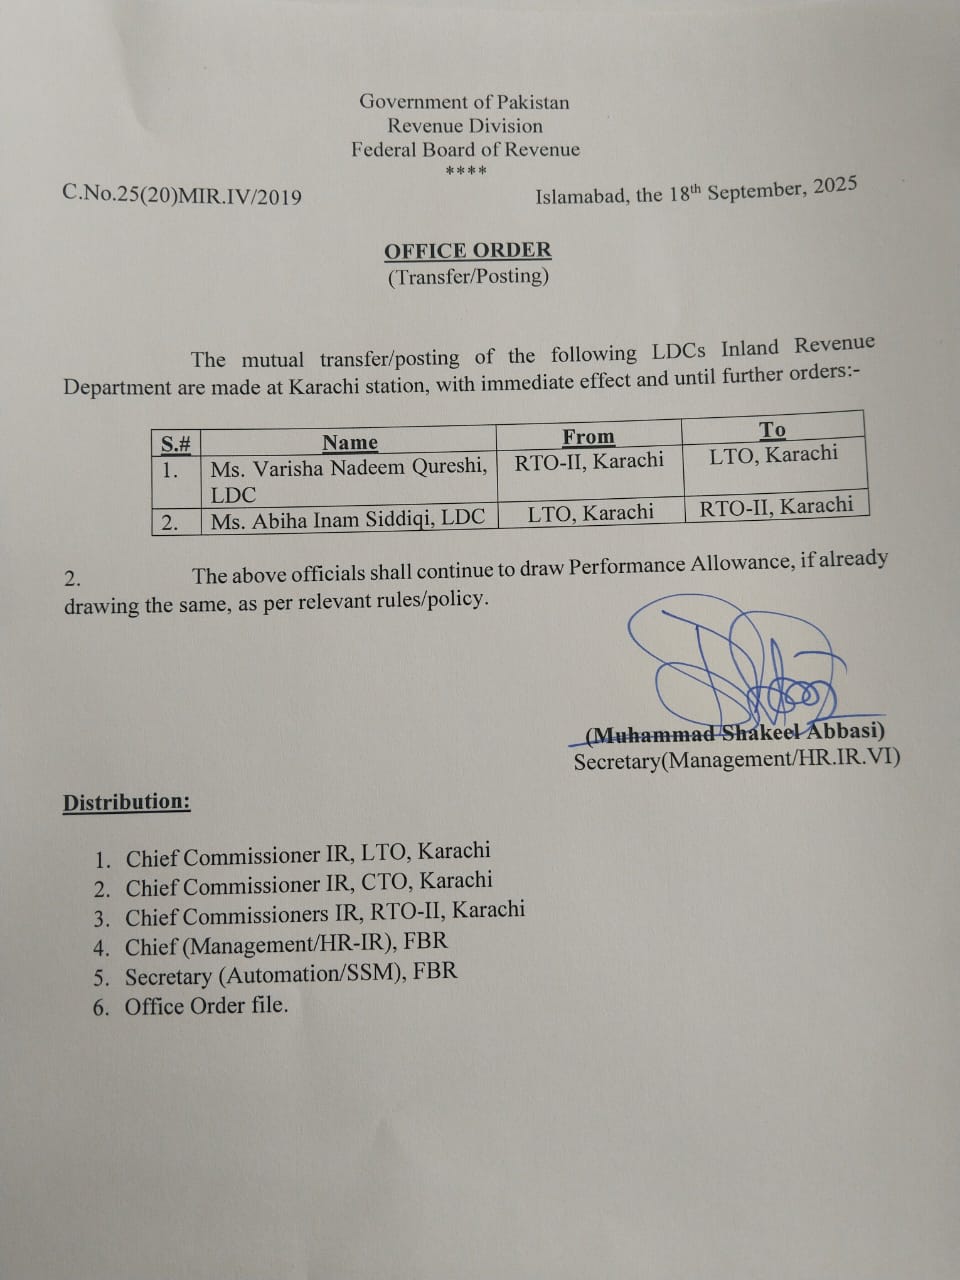 Government of Pakistan
Revenue Division
Federal Board of Revenue
****
C.No.25(20)MIR.IV/2019 Islamabad, the 18th September, 2025
OFFICE ORDER
(Transfer/Posting)
The mutual transfer/posting of the following LDCs Inland Revenue
Department are made at Karachi station, with immediate effect and until further orders:-
S.# Name From To
1. Ms. Varisha Nadeem Qureshi, RTO-II, Karachi LTO, Karachi
LDC
2. Ms. Abiha Inam Siddiqi, LDC LTO, Karachi RTO-II, Karachi
2. The above officials shall continue to draw Performance Allowance, if already
drawing the same, as per relevant rules/policy.
(Muhammad Shakeel Abbasi)
Secretary(Management/HR.IR.VI)
Distribution:
1. Chief Commissioner IR, LTO, Karachi
2. Chief Commissioner IR, CTO, Karachi
3. Chief Commissioners IR, RTO-II, Karachi
4. Chief (Management/HR-IR), FBR
5. Secretary (Automation/SSM), FBR
6. Office Order file.